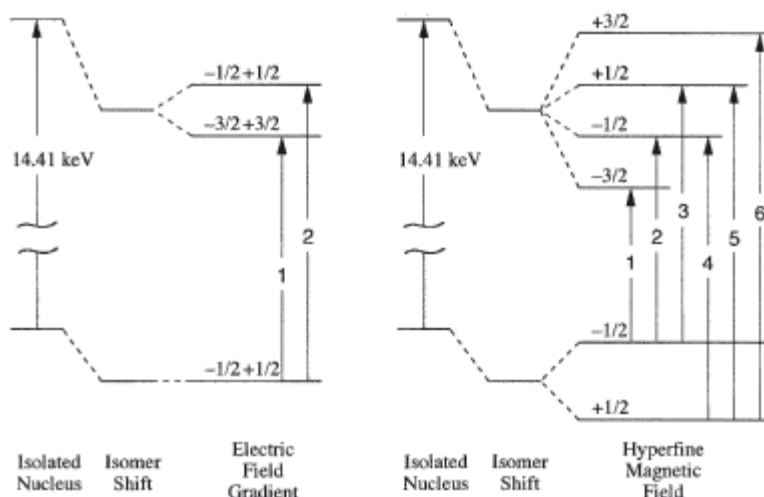 −1/2+1/2
−3/2+3/2
14.41 keV
2
1
−1/2+1/2
Isolated
Nucleus
Isomer
Shift
Electric
Field
Gradient
+3/2
+1/2
−1/2
−3/2
14.41 keV
1
2
3
4
5
6
−1/2
+1/2
Isolated
Nucleus
Isomer
Shift
Hyperfine
Magnetic
Field